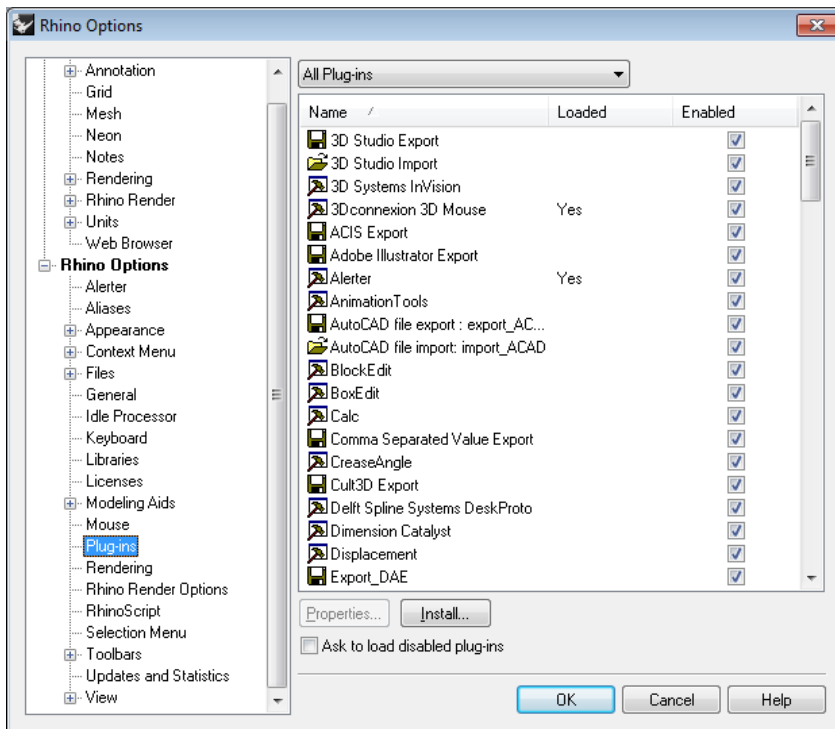 Rhino Options
Annotation
Grid
Mesh
Neon
Notes
Rendering
Rhino Render
Units
Web Browser
Rhino Options
Alerter
Aliases
Appearance
Context Menu
Files
General
Idle Processor
Keyboard
Libraries
Licenses
Modeling Aids
Mouse
Plug-ins
Rendering
Rhino Render Options
RhinoScript
Selection Menu
Toolbars
Updates and Statistics
View
All Plug-ins
Name Loaded Enabled
3D Studio Export
3D Studio Import
3D Systems InVision
3Dconnexion 3D Mouse Yes
ACIS Export
Adobe Illustrator Export
Alerter Yes
AnimationTools
AutoCAD file export : export_AC...
AutoCAD file import: import_ACAD
BlockEdit
BoxEdit
Calc
Comma Separated Value Export
CreaseAngle
Cult3D Export
Delft Spline Systems DeskProto
Dimension Catalyst
Displacement
Export_DAE
Properties... Install...
Ask to load disabled plug-ins
OK Cancel Help